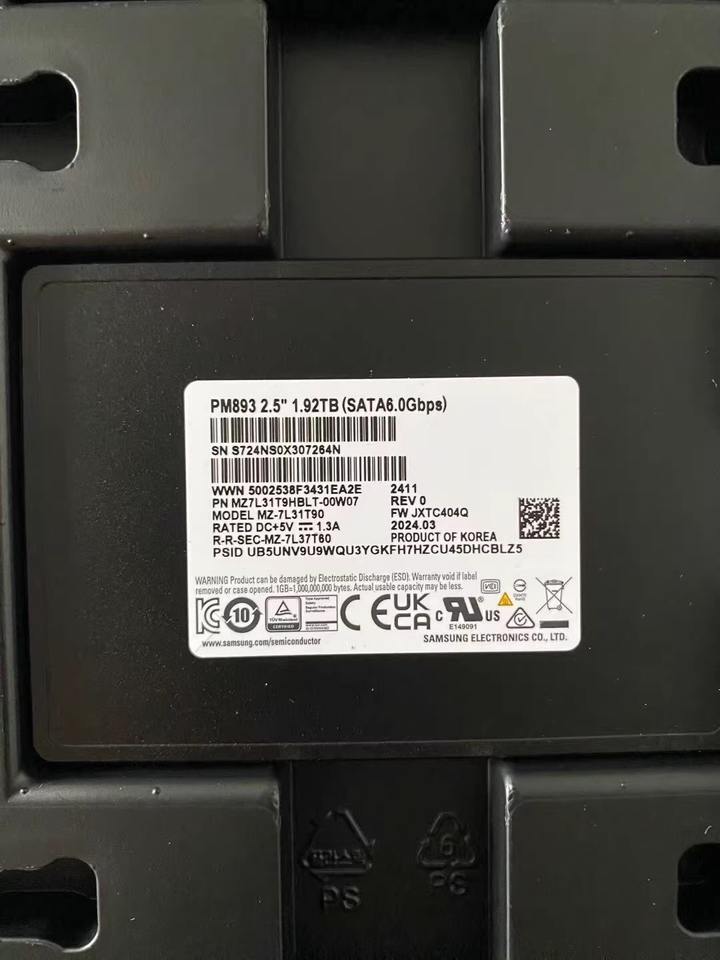 PM893 2.5" 1.92TB (SATA6.0Gbps)
SN S724NS0X307264N
WWN 5002538F3431EA2E 2411
PN MZ7L31T9HBLT-00W07 REV 0
MODEL MZ-7L31T90 FW JXTC404Q
RATED DC+5V ⎓ 1.3A 2024.03
R-R-SEC-MZ-7L37T60 PRODUCT OF KOREA
PSID UB5UNV9U9WQU3YGKFH7HZCU45DHCBLZ5
WARNING Product can be damaged by Electrostatic Discharge (ESD). Warranty void if label
removed or case opened. 1GB=1,000,000,000 bytes. Actual usable capacity may be less.
10
TÜVRheinland
CERTIFIED
CE UK CA c UL ® US
E149091
www.samsung.com/semiconductor SAMSUNG ELECTRONICS CO., LTD.
6
PS PS